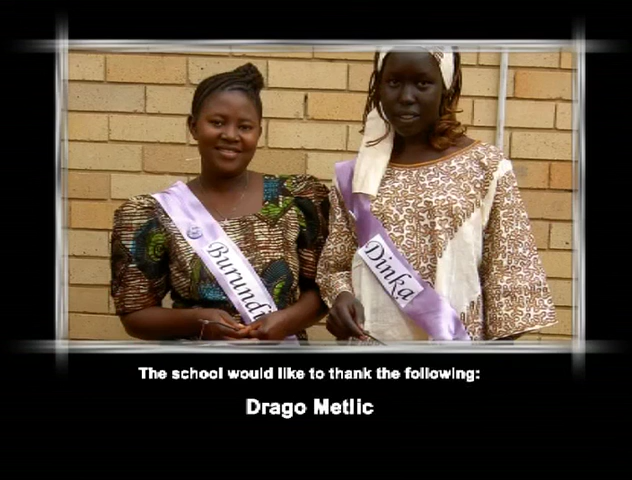 Burundi
Dinka
The school would like to thank the following:
Drago Metlic